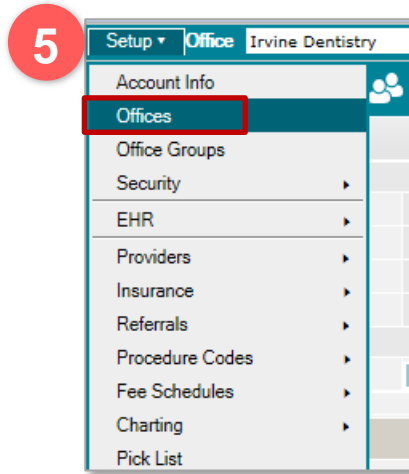 5
Setup ▾ Office Irvine Dentistry
Account Info
Offices
Office Groups
Security
EHR
Providers
Insurance
Referrals
Procedure Codes
Fee Schedules
Charting
Pick List